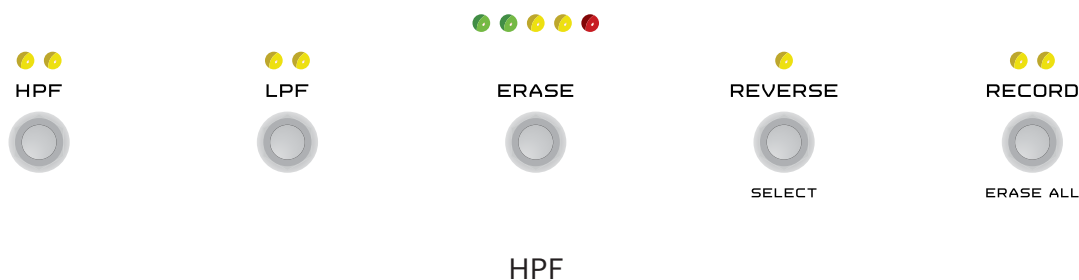 HPF LPF ERASE REVERSE RECORD
SELECT ERASE ALL
HPF